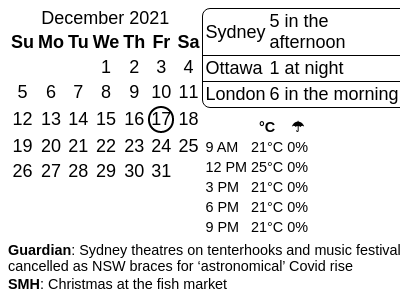 December 2021
Su Mo Tu We Th Fr Sa
1 2 3 4
5 6 7 8 9 10 11
12 13 14 15 16 17 18
19 20 21 22 23 24 25
26 27 28 29 30 31
Sydney 5 in the
afternoon
Ottawa 1 at night
London 6 in the morning
°C ☂
9 AM 21°C 0%
12 PM 25°C 0%
3 PM 21°C 0%
6 PM 21°C 0%
9 PM 21°C 0%
Guardian: Sydney theatres on tenterhooks and music festival
cancelled as NSW braces for ‘astronomical’ Covid rise
SMH: Christmas at the fish market